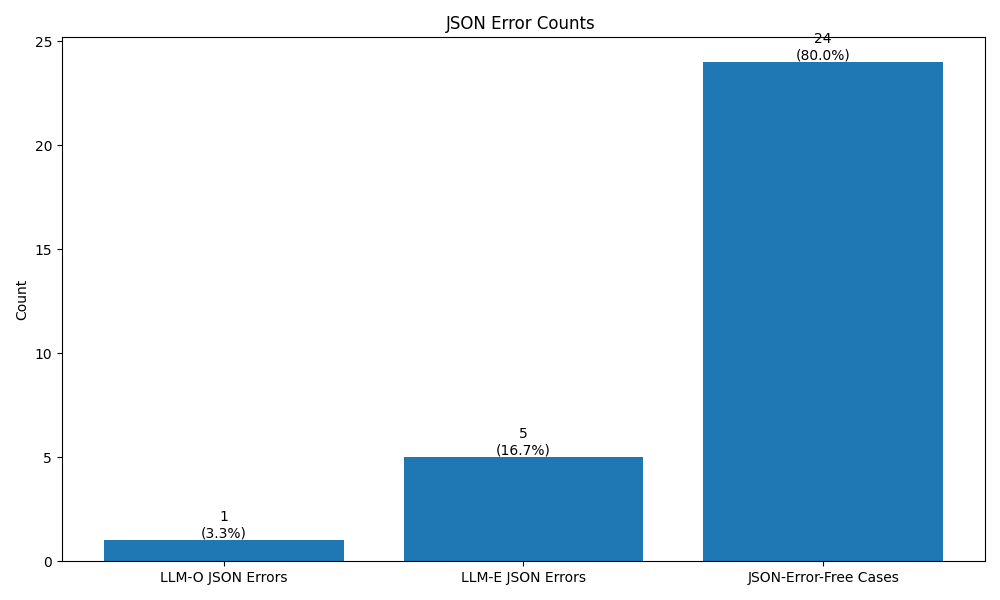 JSON Error Counts
Count
25
20
15
10
5
0
1
(3.3%)
5
(16.7%)
24
(80.0%)
LLM-O JSON Errors
LLM-E JSON Errors
JSON-Error-Free Cases